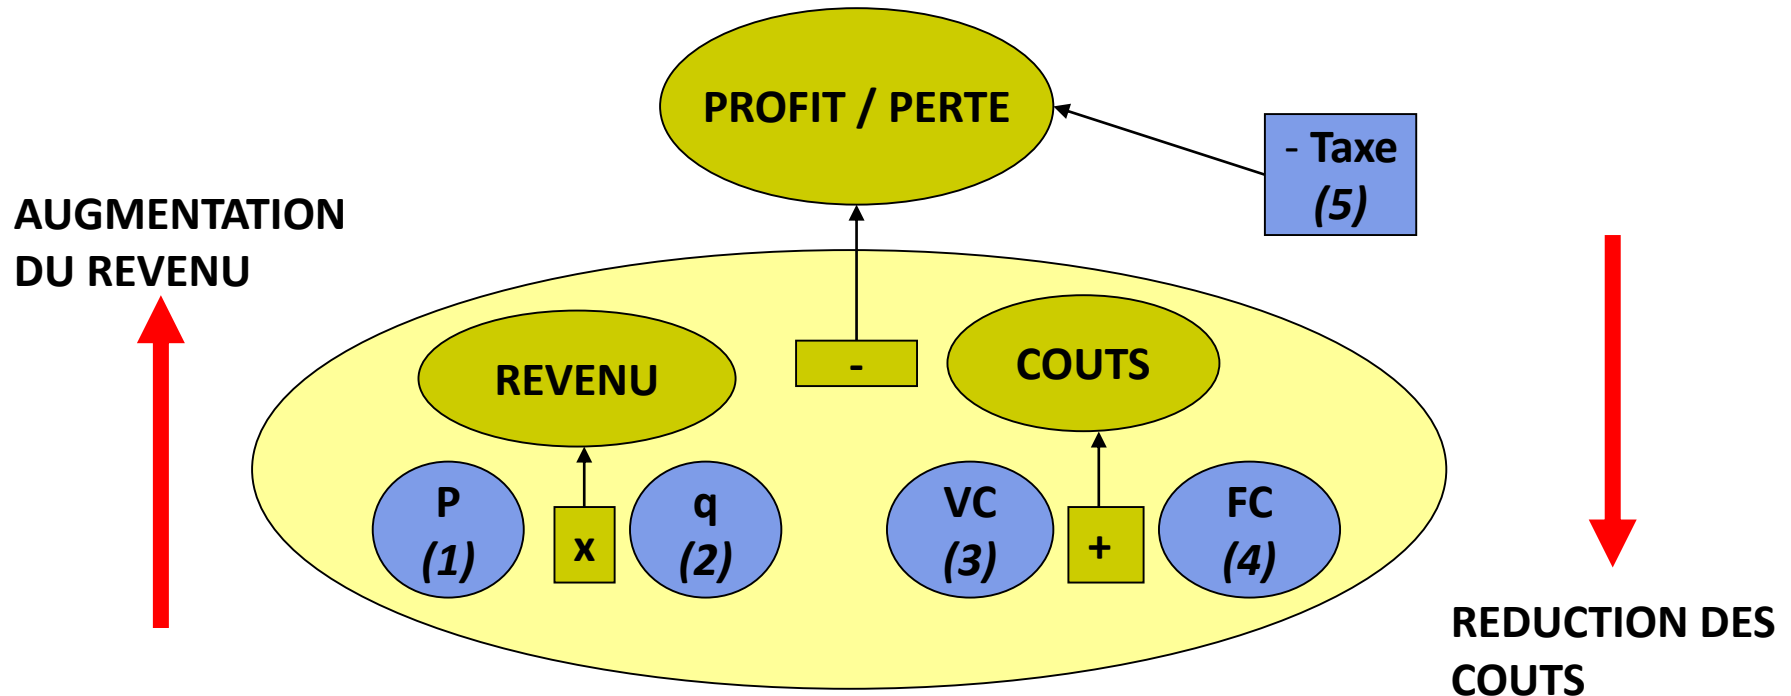 PROFIT / PERTE
- Taxe
(5)
AUGMENTATION
DU REVENU
REVENU
-
COUTS
P
(1)
x
q
(2)
VC
(3)
+
FC
(4)
REDUCTION DES
COUTS